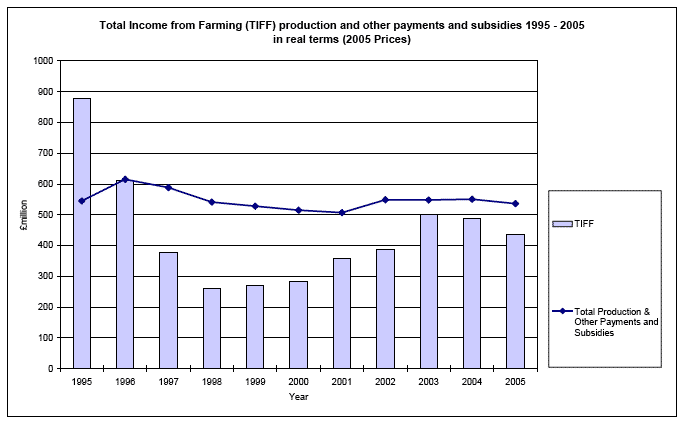 Total Income from Farming (TIFF) production and other payments and subsidies 1995 - 2005
in real terms (2005 Prices)
1000
900
800
700
600
500
400
300
200
100
0
£million
1995 1996 1997 1998 1999 2000 2001 2002 2003 2004 2005
Year
TIFF
Total Production &
Other Payments and
Subsidies